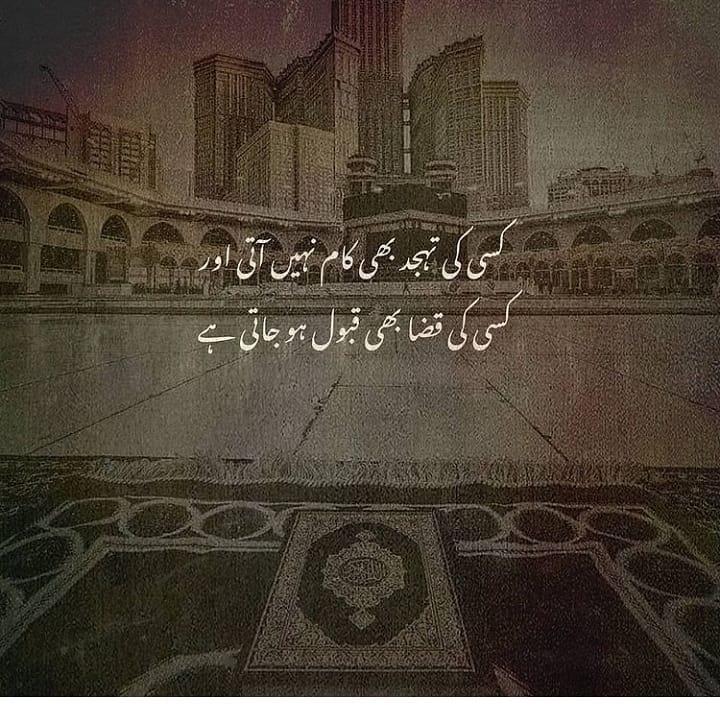 کسی کی تہجد بھی کام نہیں آتی اور
کسی کی قضا بھی قبول ہو جاتی ہے